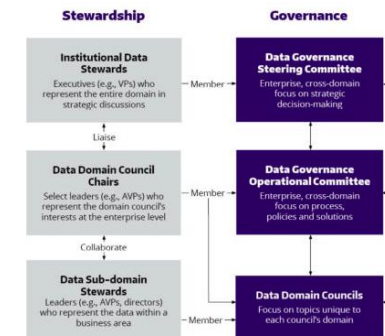 Stewardship
Governance
Institutional Data
Stewards
Executives (e.g., VPs) who
represent the entire domain in
strategic discussions
Member
Data Governance
Steering Committee
Enterprise, cross-domain
focus on strategic
decision-making
Liaise
Data Domain Council
Chairs
Select leaders (e.g., AVPs) who
represent the domain council's
interests at the enterprise level
Member
Data Governance
Operational Committee
Enterprise, cross-domain
focus on process,
policies and solutions
Collaborate
Data Sub-domain
Stewards
Leaders (e.g., AVPs, directors)
who represent the data within a
business area
Member
Data Domain Councils
Focus on topics unique to
each council's domain